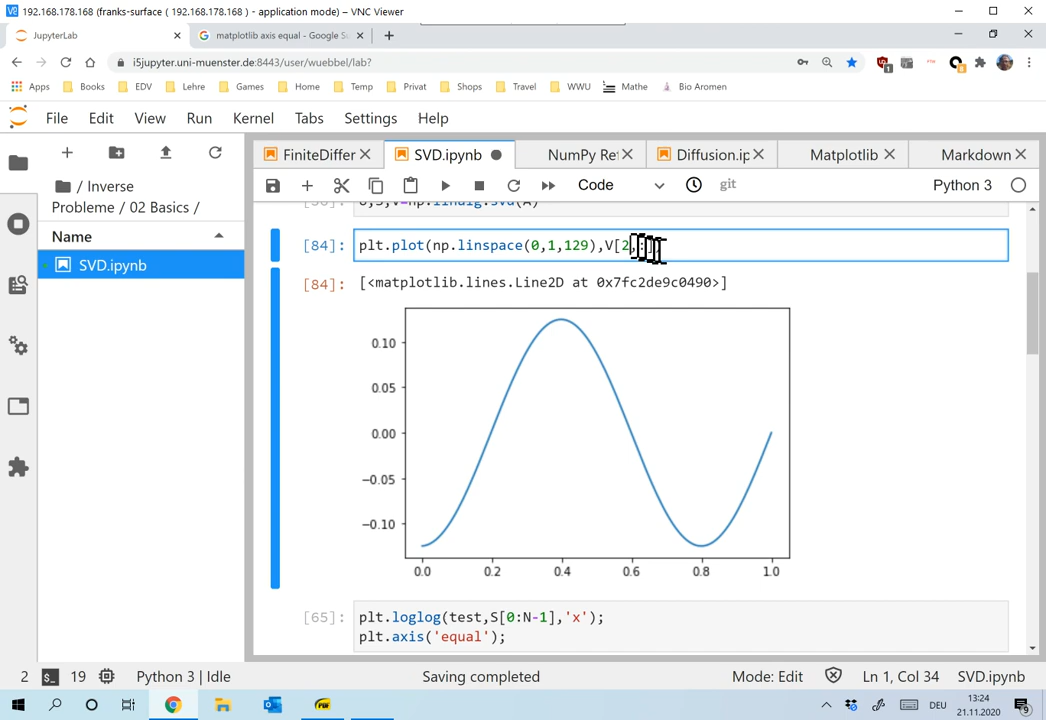 192.168.178.168 (franks-surface ( 192.168.178.168 ) - application mode) – VNC Viewer
JupyterLab
matplotlib axis equal - Google S
i5jupyter.uni-muenster.de:8443/user/wuebbel/lab?
Apps Books EDV Lehre Games Home Temp Privat Shops Travel WWU Mathe Bio Aromen
File Edit View Run Kernel Tabs Settings Help
FiniteDiffer SVD.ipynb NumPy Re Diffusion.ip Matplotlib Markdown
Code git Python 3
/ Inverse
Probleme / 02 Basics /
Name
SVD.ipynb
U,S,V=np.linalg.svd(A)
[84]: plt.plot(np.linspace(0,1,129),V[2,
[84]: [<matplotlib.lines.Line2D at 0x7fc2de9c0490>]
0.10
0.05
0.00
−0.05
−0.10
0.0 0.2 0.4 0.6 0.8 1.0
[65]: plt.loglog(test,S[0:N-1],'x');
plt.axis('equal');
2 19 Python 3 | Idle Saving completed Mode: Edit Ln 1, Col 34 SVD.ipynb
DEU 13:24
21.11.2020